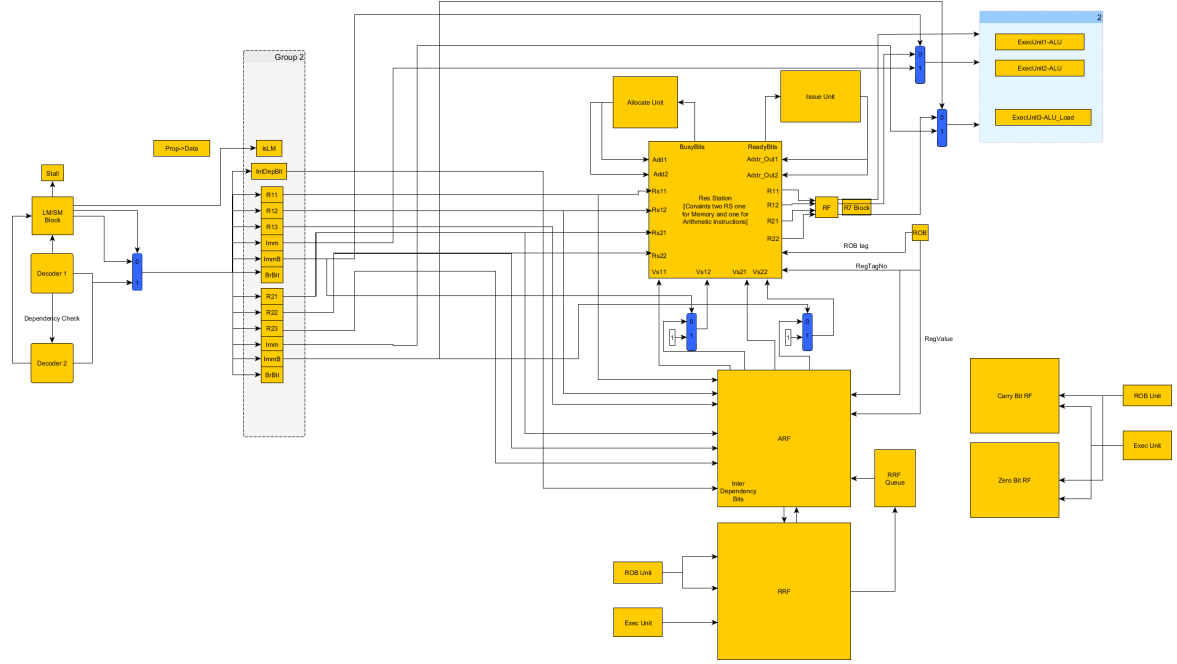 Group 2
2
ExecUnit1-ALU
ExecUnit2-ALU
ExecUnit3-ALU_Load
0
1
0
1
Prop->Data
Stall
LM/SM
Block
Decoder 1
Dependency Check
Decoder 2
0
1
isLM
IntDepBit
R11
R12
R13
Imm
ImmB
BrBit
R21
R22
R23
Imm
ImmB
BrBit
Allocate Unit
Issue Unit
BusyBits
ReadyBits
Add1
Add2
Rs11
Rs12
Rs21
Rs22
Res Station
[Conaints two RS one
for Memory and one for
Arithmetic Instructions]
Addr_Out1
Addr_Out2
R11
R12
R21
R22
Vs11
Vs12
Vs21
Vs22
RF
R7 Block
ROB
ROB tag
RegTagNo
RegValue
0
1
1
0
1
1
ARF
Inter
Dependency
Bits
RRF
Queue
RRF
ROB Unit
Exec Unit
Carry Bit RF
Zero Bit RF
ROB Unit
Exec Unit